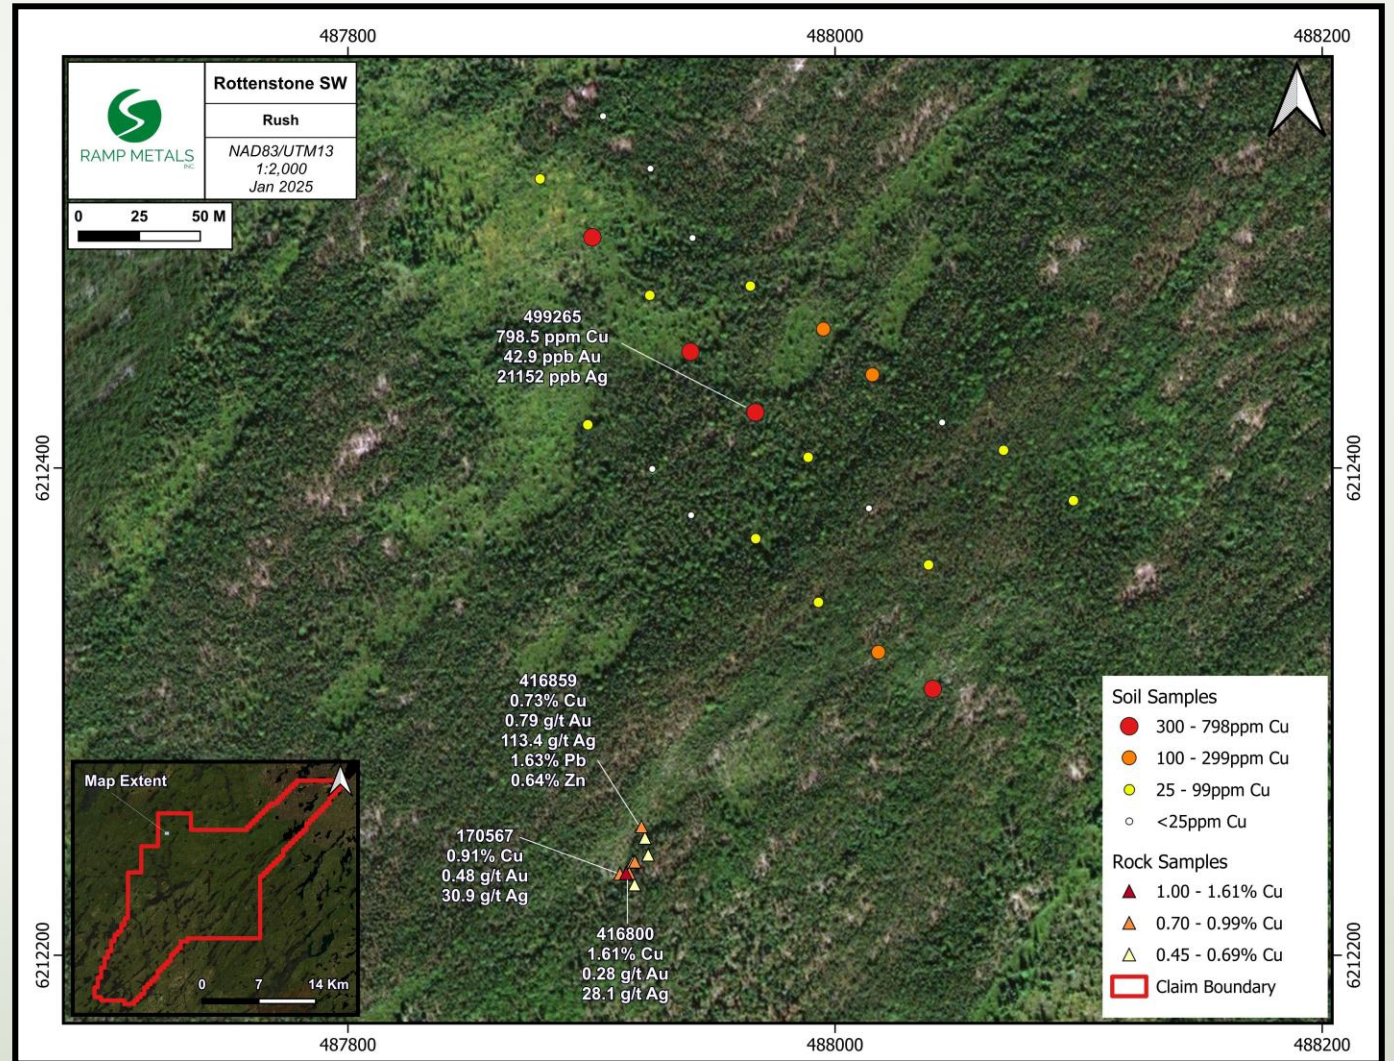 487800
488000
488200
RAMP METALS
INC
Rottenstone SW
Rush
NAD83/UTM13
1:2,000
Jan 2025
0 25 50 M
499265
798.5 ppm Cu
42.9 ppb Au
21152 ppb Ag
6212400
6212400
416859
0.73% Cu
0.79 g/t Au
113.4 g/t Ag
1.63% Pb
0.64% Zn
170567
0.91% Cu
0.48 g/t Au
30.9 g/t Ag
416800
1.61% Cu
0.28 g/t Au
28.1 g/t Ag
Map Extent
0 7 14 Km
Soil Samples
300 - 798ppm Cu
100 - 299ppm Cu
25 - 99ppm Cu
<25ppm Cu
Rock Samples
1.00 - 1.61% Cu
0.70 - 0.99% Cu
0.45 - 0.69% Cu
Claim Boundary
6212200
6212200
487800
488000
488200